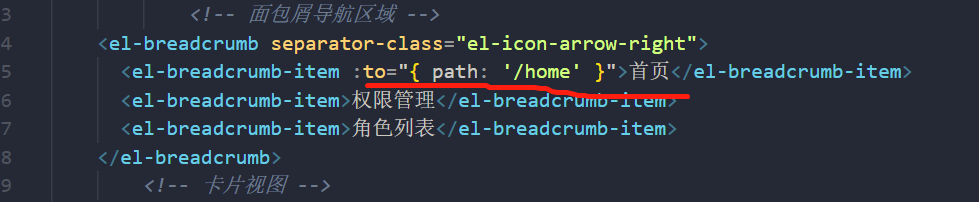 3 <!-- 面包屑导航区域 -->
4 <el-breadcrumb separator-class="el-icon-arrow-right">
5 <el-breadcrumb-item :to="{ path: '/home' }">首页</el-breadcrumb-item>
6 <el-breadcrumb-item>权限管理</el-breadcrumb-item>
7 <el-breadcrumb-item>角色列表</el-breadcrumb-item>
8 </el-breadcrumb>
9 <!-- 卡片视图 -->